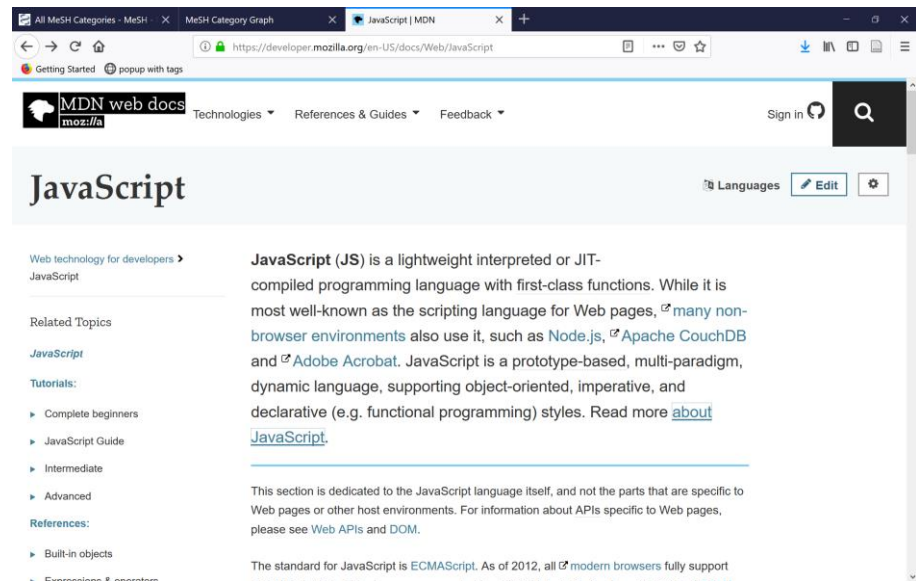 All MeSH Categories - MeSH -
MeSH Category Graph
JavaScript | MDN
https://developer.mozilla.org/en-US/docs/Web/JavaScript
Getting Started
popup with tags
MDN web docs
moz://a
Technologies
References & Guides
Feedback
Sign in
JavaScript
Languages
Edit
Web technology for developers
JavaScript
Related Topics
JavaScript
Tutorials:
Complete beginners
JavaScript Guide
Intermediate
Advanced
References:
Built-in objects
Expressions & operators
JavaScript (JS) is a lightweight interpreted or JIT-
compiled programming language with first-class functions. While it is
most well-known as the scripting language for Web pages, many non-
browser environments also use it, such as Node.js, Apache CouchDB
and Adobe Acrobat. JavaScript is a prototype-based, multi-paradigm,
dynamic language, supporting object-oriented, imperative, and
declarative (e.g. functional programming) styles. Read more about
JavaScript.
This section is dedicated to the JavaScript language itself, and not the parts that are specific to
Web pages or other host environments. For information about APIs specific to Web pages,
please see Web APIs and DOM.
The standard for JavaScript is ECMAScript. As of 2012, all modern browsers fully support